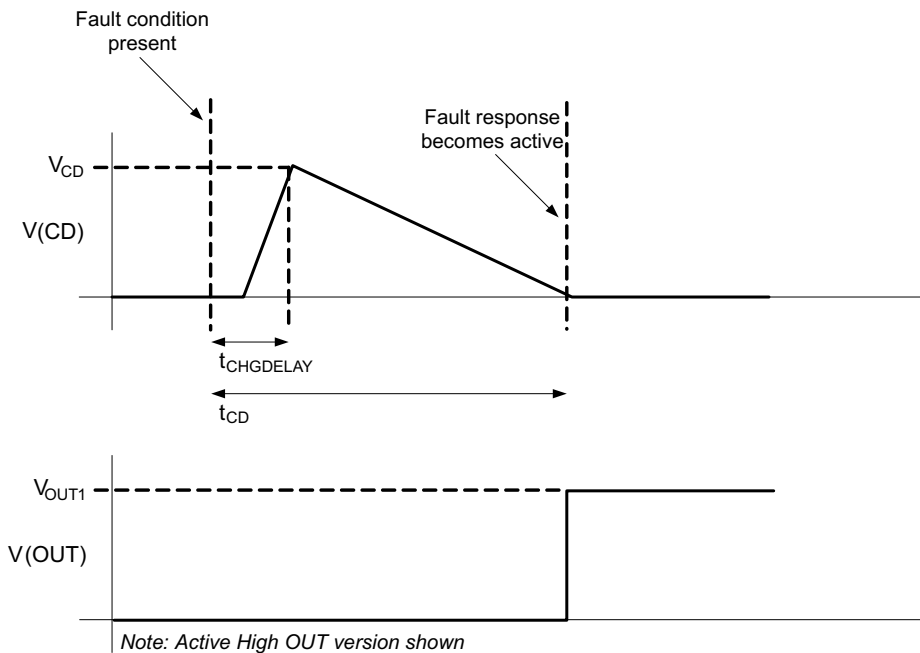 Fault condition
present
Fault response
becomes active
VCD
V(CD)
tCHGDELAY
tCD
VOUT1
V(OUT)
Note: Active High OUT version shown